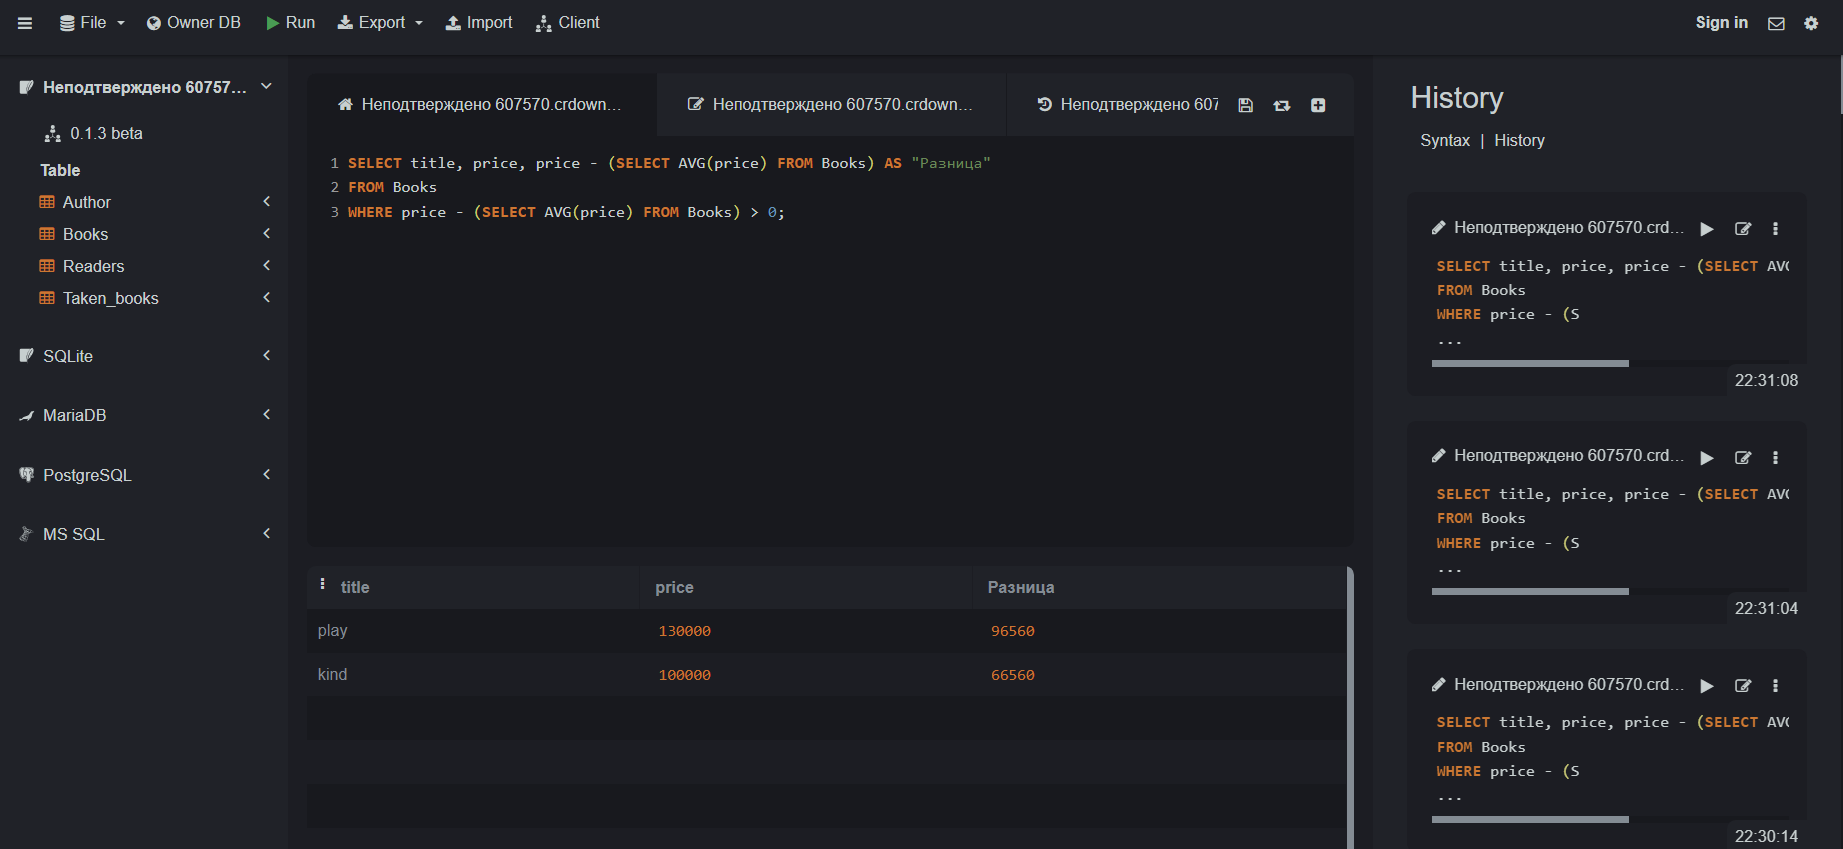 File
Owner DB
Run
Export
Import
Client
Sign in
Неподтверждено 60757...
0.1.3 beta
Table
Author
Books
Readers
Taken_books
SQLite
MariaDB
PostgreSQL
MS SQL
Неподтверждено 607570.crdown...
Неподтверждено 607570.crdown...
Неподтверждено 607
1 SELECT title, price, price - (SELECT AVG(price) FROM Books) AS "Разница"
2 FROM Books
3 WHERE price - (SELECT AVG(price) FROM Books) > 0;
title price Разница
play 130000 96560
kind 100000 66560
History
Syntax | History
Неподтверждено 607570.crd...
SELECT title, price, price - (SELECT AVG
FROM Books
WHERE price - (S
...
22:31:08
Неподтверждено 607570.crd...
SELECT title, price, price - (SELECT AVG
FROM Books
WHERE price - (S
...
22:31:04
Неподтверждено 607570.crd...
SELECT title, price, price - (SELECT AVG
FROM Books
WHERE price - (S
...
22:30:14